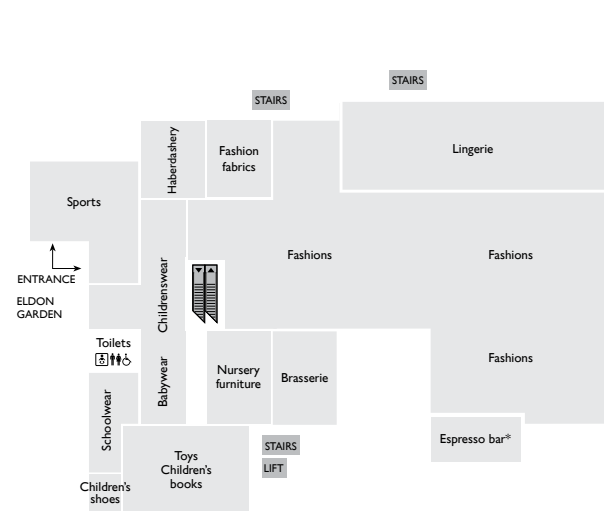 STAIRS
STAIRS
Haberdashery
Fashion
fabrics
Lingerie
Sports
Fashions
Fashions
ENTRANCE
ELDON
GARDEN
Childrenswear
Toilets
Babywear
Nursery
furniture
Brasserie
Fashions
Schoolwear
Espresso bar*
STAIRS
LIFT
Toys
Children's
books
Children's
shoes